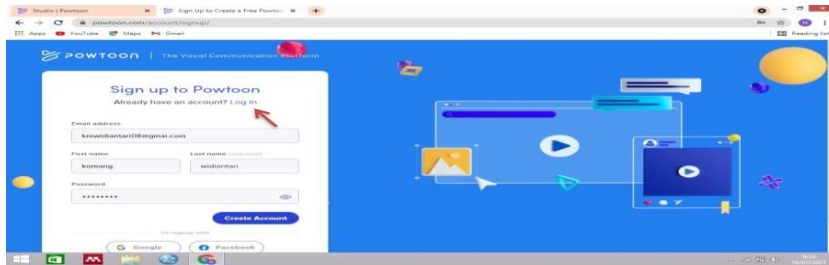 Studio | Powtoon
Sign Up to Create a Free Powtoo
powtoon.com/account/signup/
Apps YouTube Maps Gmail Reading list
POWTOON | The Visual Communication Platform
Sign up to Powtoon
Already have an account? Log In
Email address
kmwidiantari08@gmai.com
First name Last name (optional)
komang widiantari
Password
Create Account
Or signup with
Google Facebook